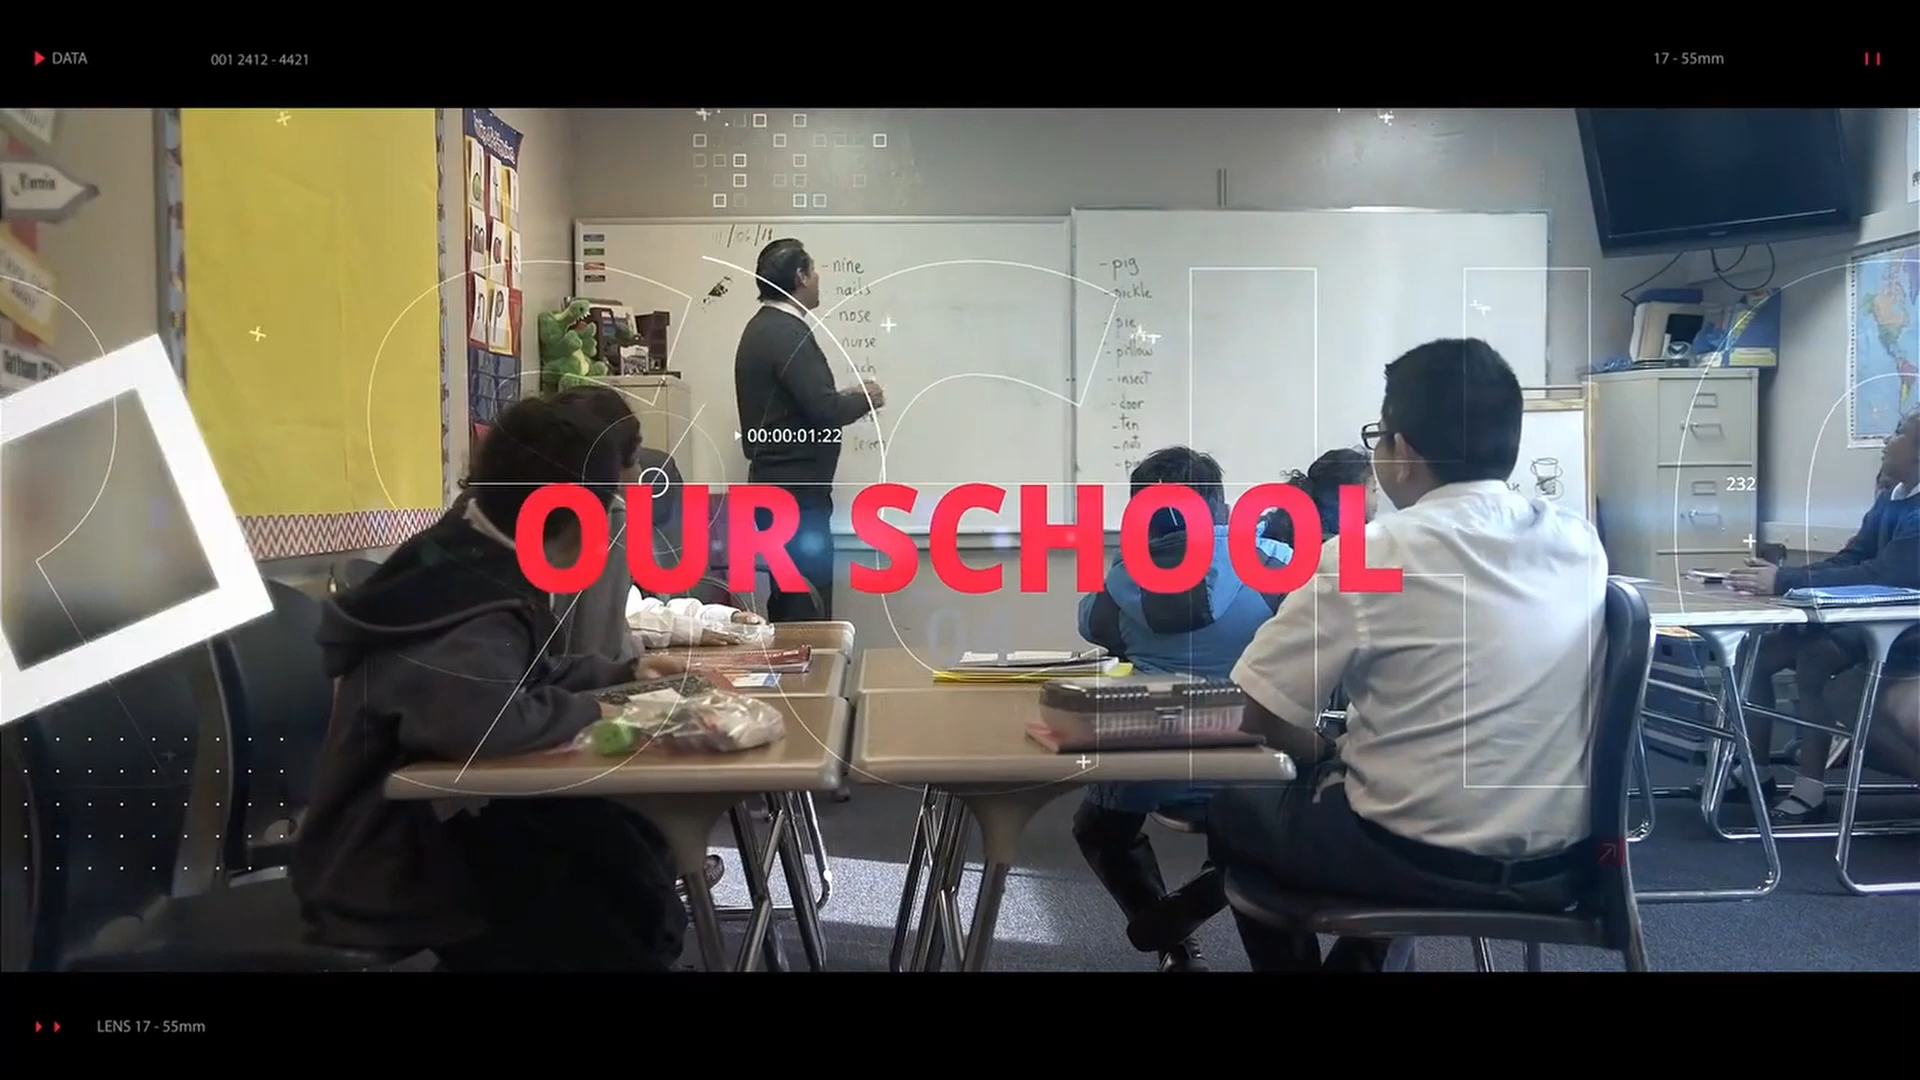 DATA
001 2412 - 4421
17 - 55mm
- nine
- nails
- nose
nurse
- pig
- pickle
- pie
- pillow
- insect
- door
- ten
00:00:01:22
232
OUR SCHOOL
LENS 17 - 55mm